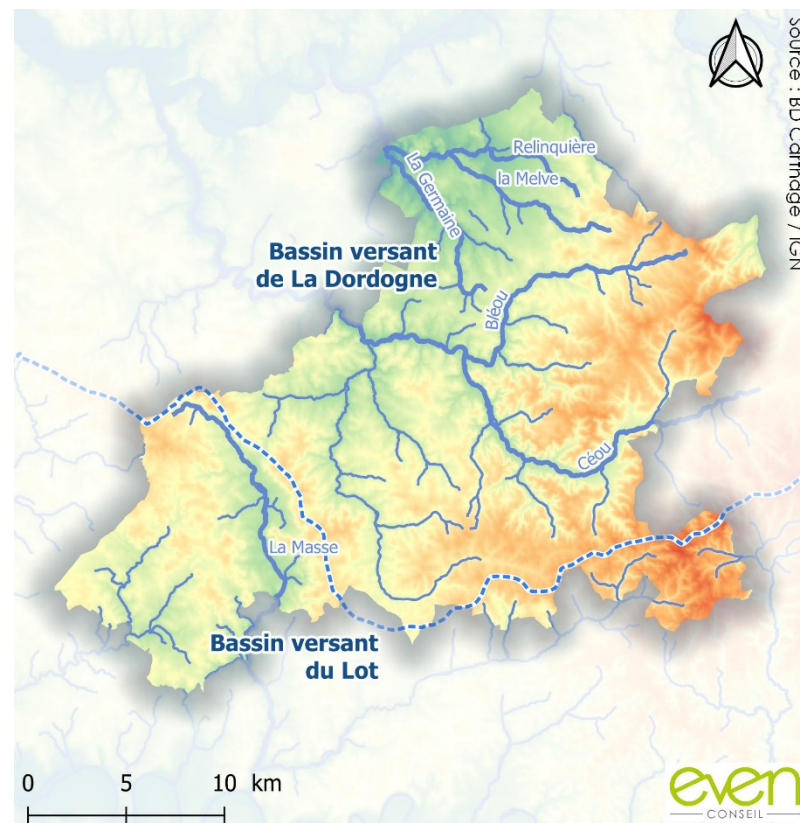 Source : BD Carthage / IGN
Relinquière
la Melve
La Germaine
Bassin versant
de La Dordogne
Bléou
Céou
La Masse
Bassin versant
du Lot
0 5 10 km
even
CONSEIL